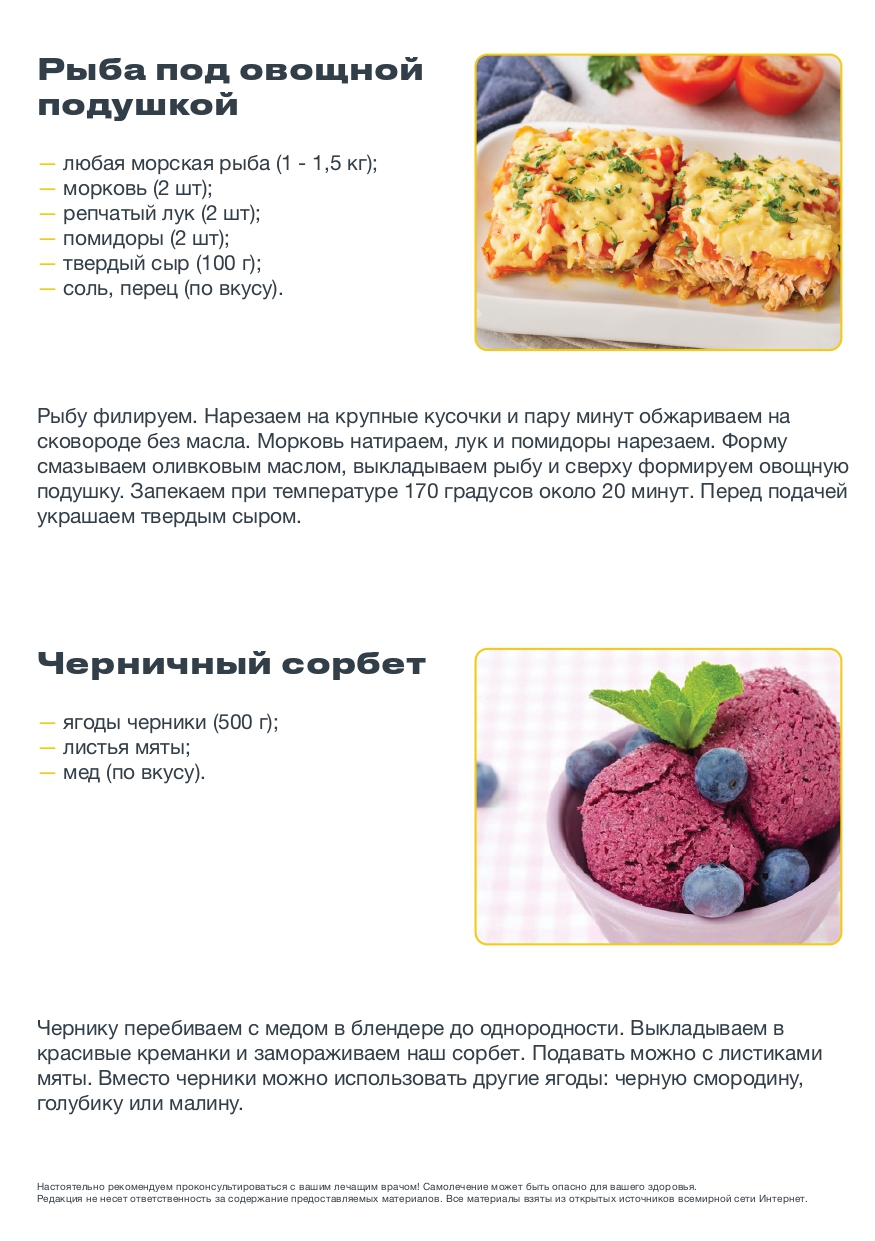 Рыба под овощной
подушкой
— любая морская рыба (1 - 1,5 кг);
— морковь (2 шт);
— репчатый лук (2 шт);
— помидоры (2 шт);
— твердый сыр (100 г);
— соль, перец (по вкусу).
Рыбу филируем. Нарезаем на крупные кусочки и пару минут обжариваем на
сковороде без масла. Морковь натираем, лук и помидоры нарезаем. Форму
смазываем оливковым маслом, выкладываем рыбу и сверху формируем овощную
подушку. Запекаем при температуре 170 градусов около 20 минут. Перед подачей
украшаем твердым сыром.
Черничный сорбет
— ягоды черники (500 г);
— листья мяты;
— мед (по вкусу).
Чернику перебиваем с медом в блендере до однородности. Выкладываем в
красивые креманки и замораживаем наш сорбет. Подавать можно с листиками
мяты. Вместо черники можно использовать другие ягоды: черную смородину,
голубику или малину.
Настоятельно рекомендуем проконсультироваться с вашим лечащим врачом! Самолечение может быть опасно для вашего здоровья.
Редакция не несет ответственность за содержание предоставляемых материалов. Все материалы взяты из открытых источников всемирной сети Интернет.